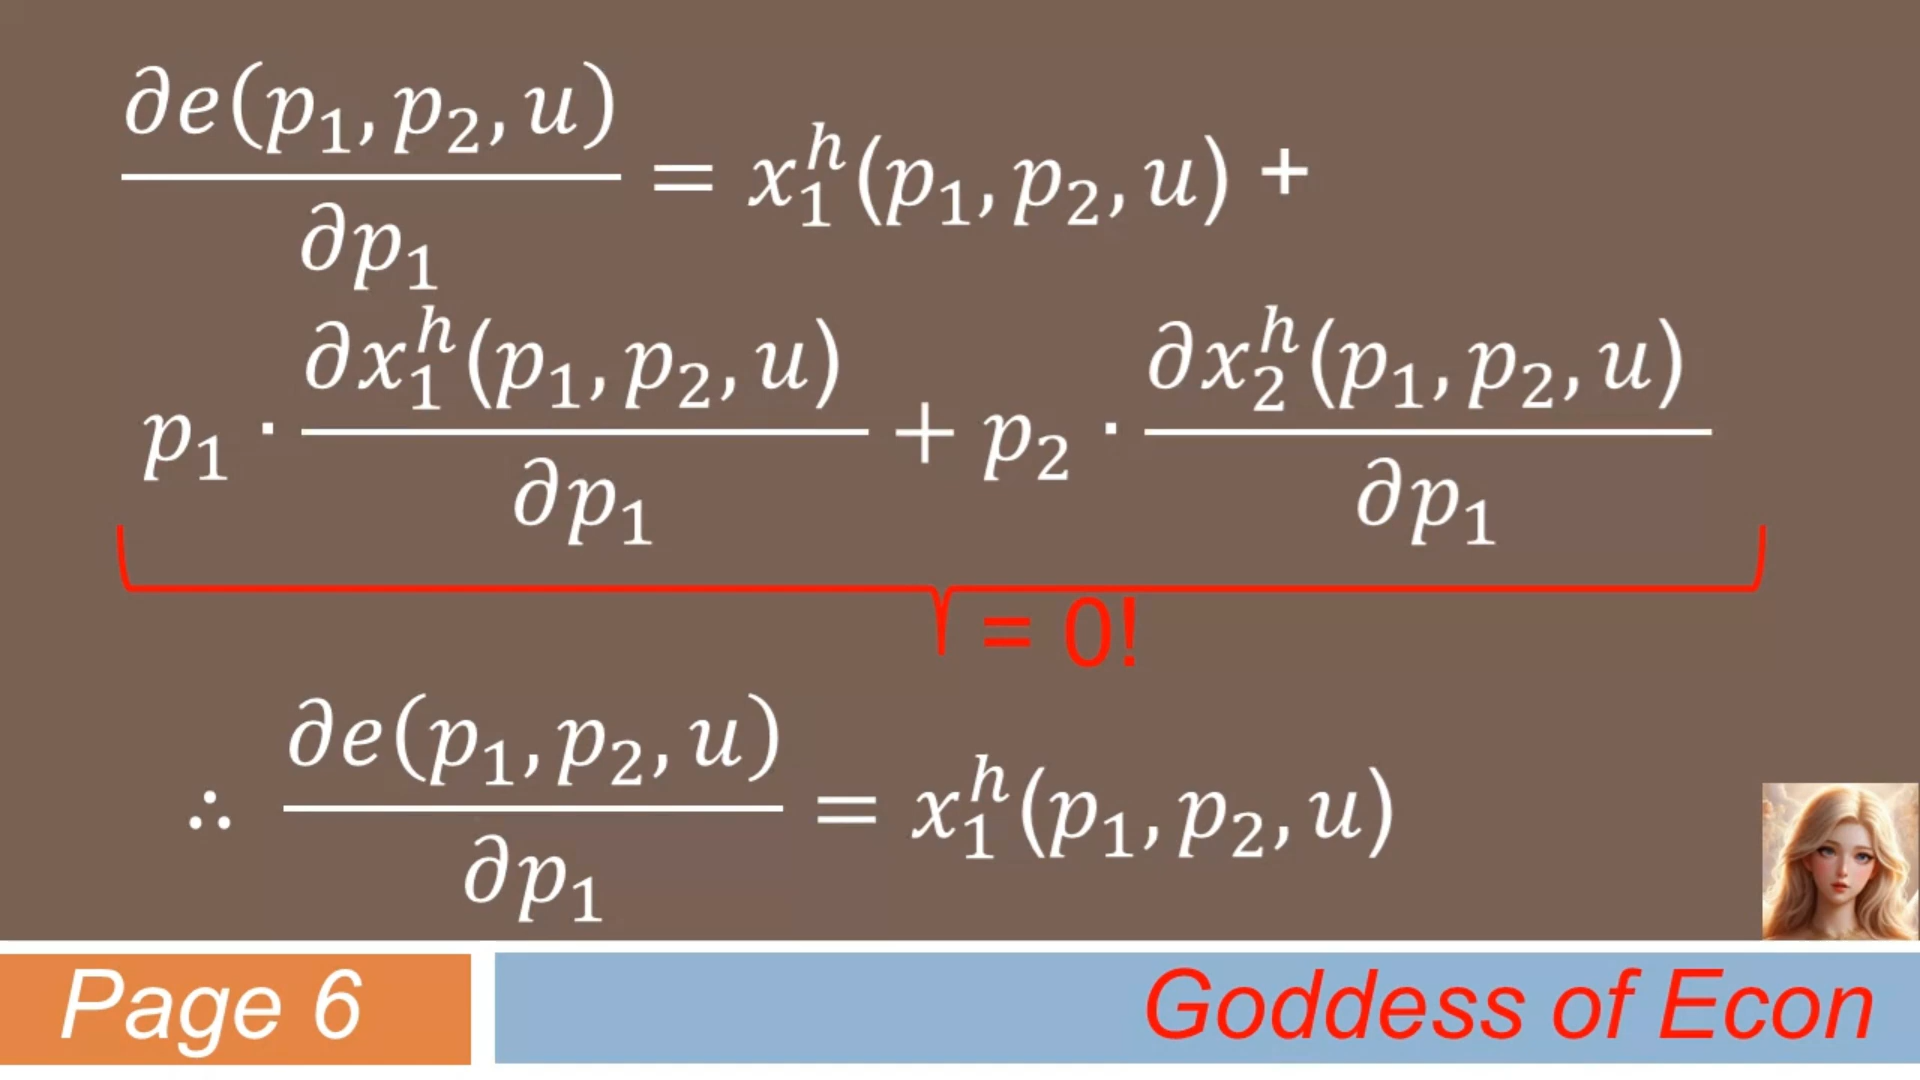 ∂e(p₁, p₂, u) / ∂p₁ = x₁ʰ(p₁, p₂, u) +
p₁ · ∂x₁ʰ(p₁, p₂, u) / ∂p₁ + p₂ · ∂x₂ʰ(p₁, p₂, u) / ∂p₁
= 0!
∴ ∂e(p₁, p₂, u) / ∂p₁ = x₁ʰ(p₁, p₂, u)
Page 6
Goddess of Econ